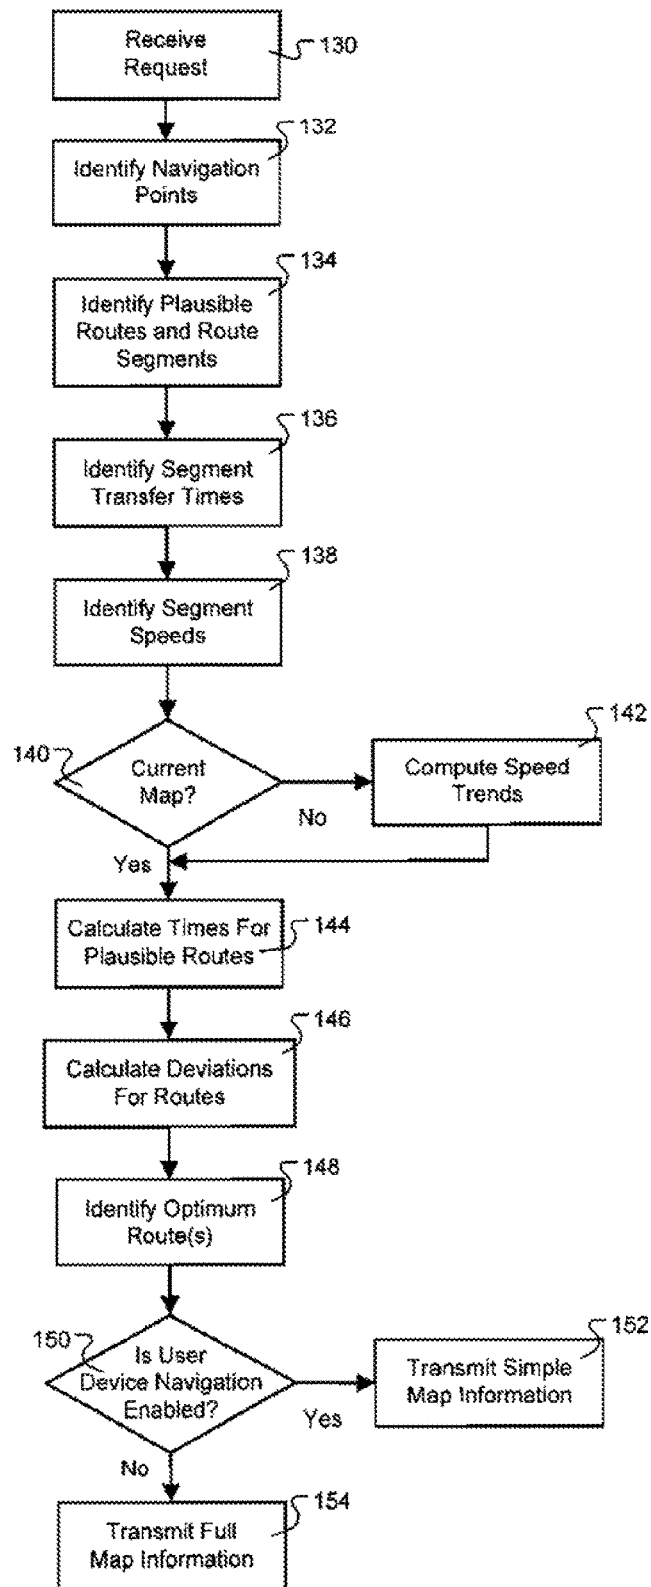 Receive
Request
130
132
Identify Navigation
Points
134
Identify Plausible
Routes and Route
Segments
136
Identify Segment
Transfer Times
138
Identify Segment
Speeds
140
Current
Map?
142
Compute Speed
Trends
No
Yes
Calculate Times For
Plausible Routes
144
146
Calculate Deviations
For Routes
148
Identify Optimum
Route(s)
150
Is User
Device Navigation
Enabled?
152
Transmit Simple
Map Information
Yes
No
154
Transmit Full
Map Information